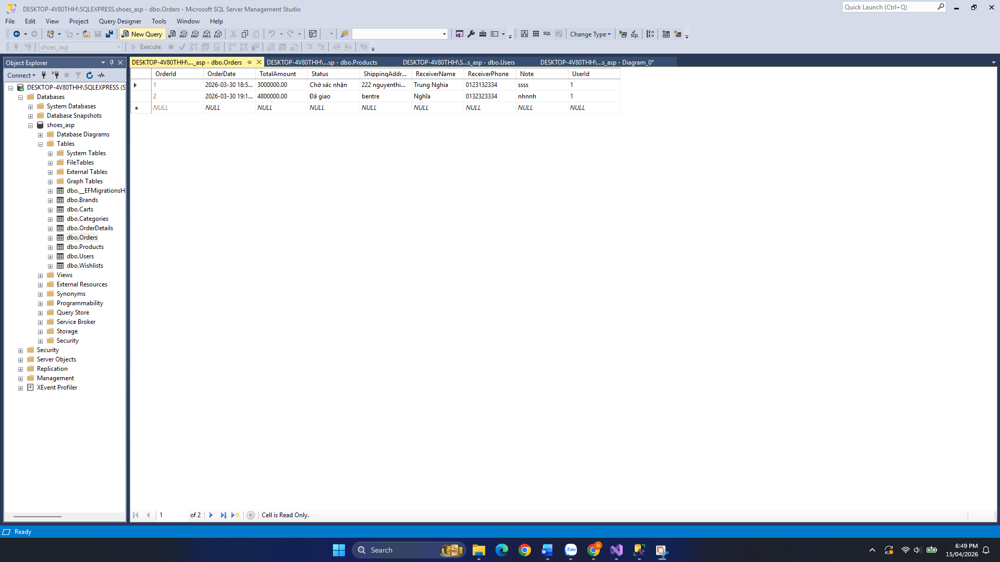 DESKTOP-4V80THH\SQLEXPRESS.shoes_asp - dbo.Orders - Microsoft SQL Server Management Studio
Quick Launch (Ctrl+Q)
File Edit View Project Query Designer Tools Window Help
New Query
MDX DMX XMLA DAX
SQL
Change Type
shoes_asp
Execute
Object Explorer
DESKTOP-4V80THH\..._asp - dbo.Orders
DESKTOP-4V80THH\...sp - dbo.Products
DESKTOP-4V80THH\S...s_asp - dbo.Users
DESKTOP-4V80THH\...s_asp - Diagram_0*
Connect
DESKTOP-4V80THH\SQLEXPRESS (S
Databases
System Databases
Database Snapshots
shoes_asp
Database Diagrams
Tables
System Tables
FileTables
External Tables
Graph Tables
dbo.__EFMigrationsH
dbo.Brands
dbo.Carts
dbo.Categories
dbo.OrderDetails
dbo.Orders
dbo.Products
dbo.Users
dbo.Wishlists
Views
External Resources
Synonyms
Programmability
Query Store
Service Broker
Storage
Security
Security
Server Objects
Replication
Management
XEvent Profiler
OrderId OrderDate TotalAmount Status ShippingAddr... ReceiverName ReceiverPhone Note UserId
1 2026-03-30 18:5... 3000000.00 Chờ xác nhận 222 nguyenthi... Trung Nghia 0123132334 ssss 1
2 2026-03-30 19:1... 4800000.00 Đã giao bentre Nghĩa 0132323334 nhnnh 1
NULL NULL NULL NULL NULL NULL NULL NULL NULL
1 of 2 Cell is Read Only.
Ready
Search
Zalo
N
6:49 PM
15/04/2026